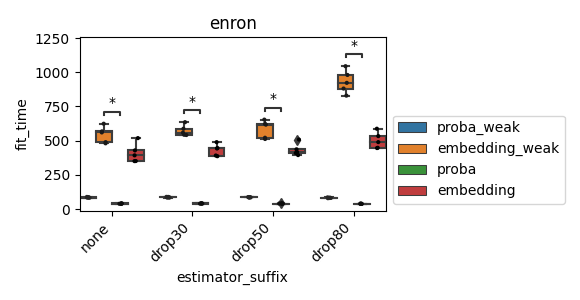 enron
1250
1000
750
500
250
0
fit_time
*
*
*
*
none
drop30
drop50
drop80
estimator_suffix
proba_weak
embedding_weak
proba
embedding